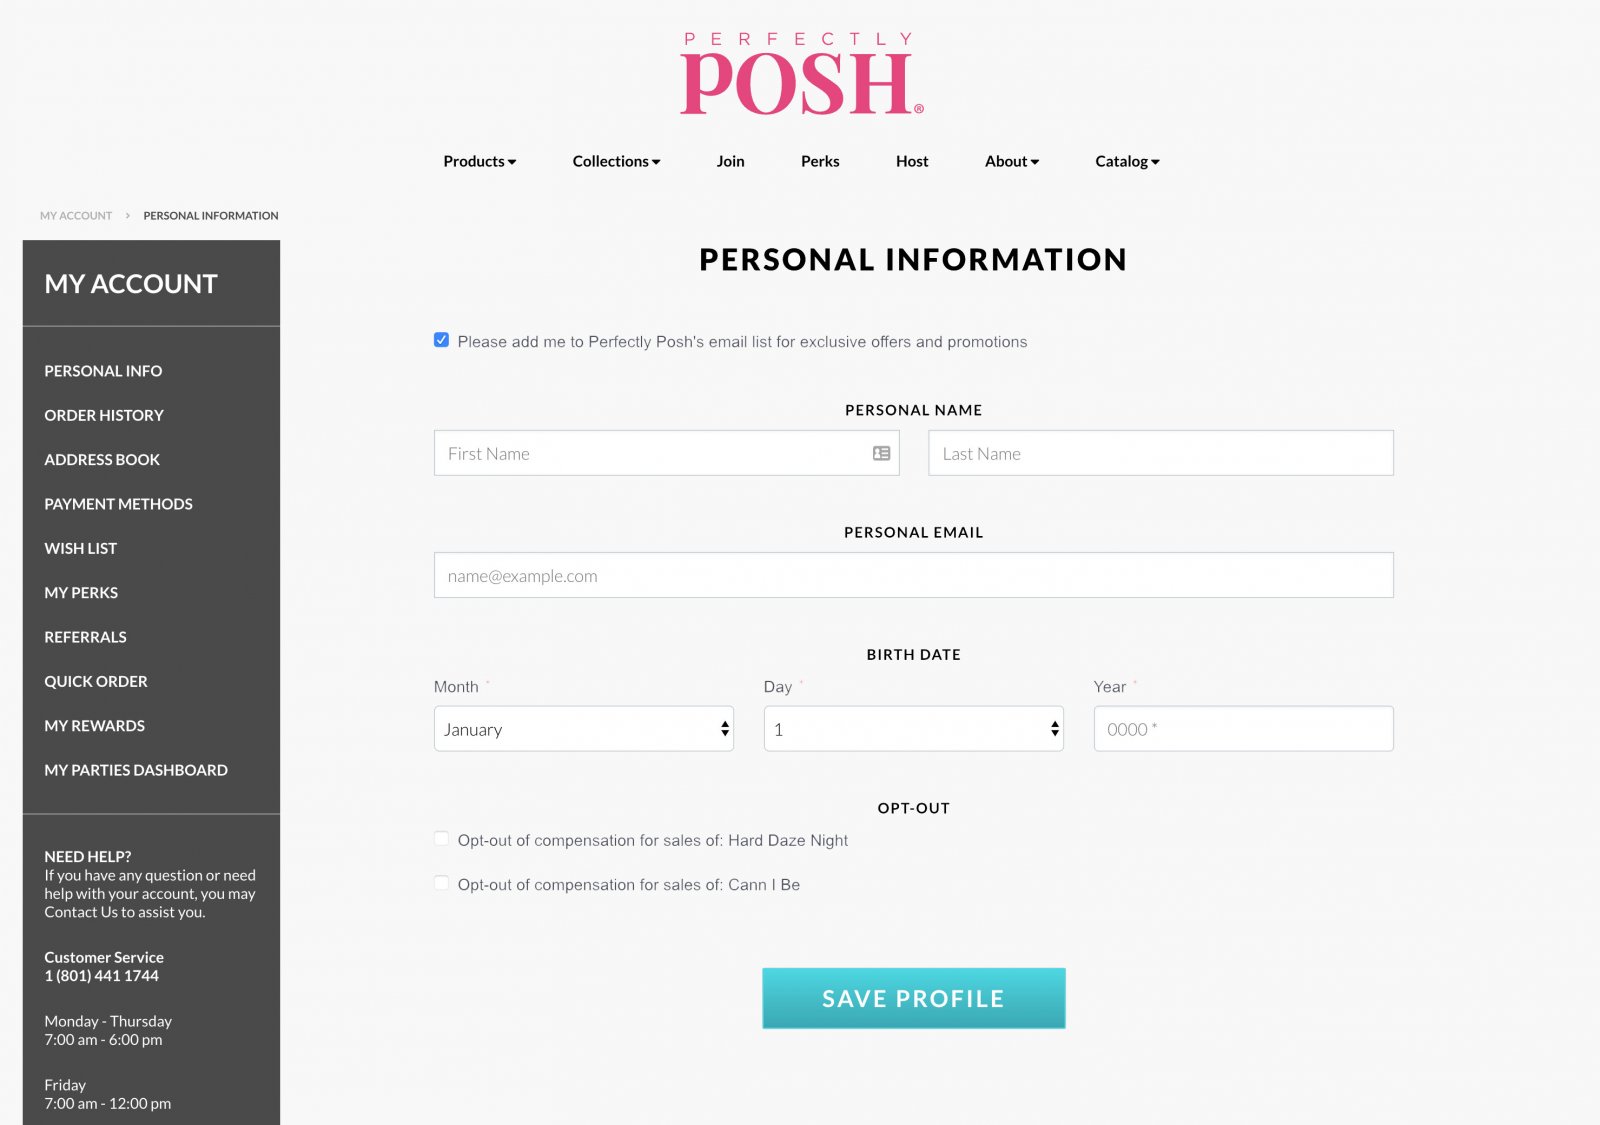 PERFECTLY
POSH®
Products
Collections
Join
Perks
Host
About
Catalog
MY ACCOUNT > PERSONAL INFORMATION
MY ACCOUNT
PERSONAL INFO
ORDER HISTORY
ADDRESS BOOK
PAYMENT METHODS
WISH LIST
MY PERKS
REFERRALS
QUICK ORDER
MY REWARDS
MY PARTIES DASHBOARD
NEED HELP?
If you have any question or need
help with your account, you may
Contact Us to assist you.
Customer Service
1 (801) 441 1744
Monday - Thursday
7:00 am - 6:00 pm
Friday
7:00 am - 12:00 pm
PERSONAL INFORMATION
Please add me to Perfectly Posh's email list for exclusive offers and promotions
PERSONAL NAME
First Name
Last Name
PERSONAL EMAIL
name@example.com
BIRTH DATE
Month *
Day *
Year *
January
1
0000 *
OPT-OUT
Opt-out of compensation for sales of: Hard Daze Night
Opt-out of compensation for sales of: Cann I Be
SAVE PROFILE